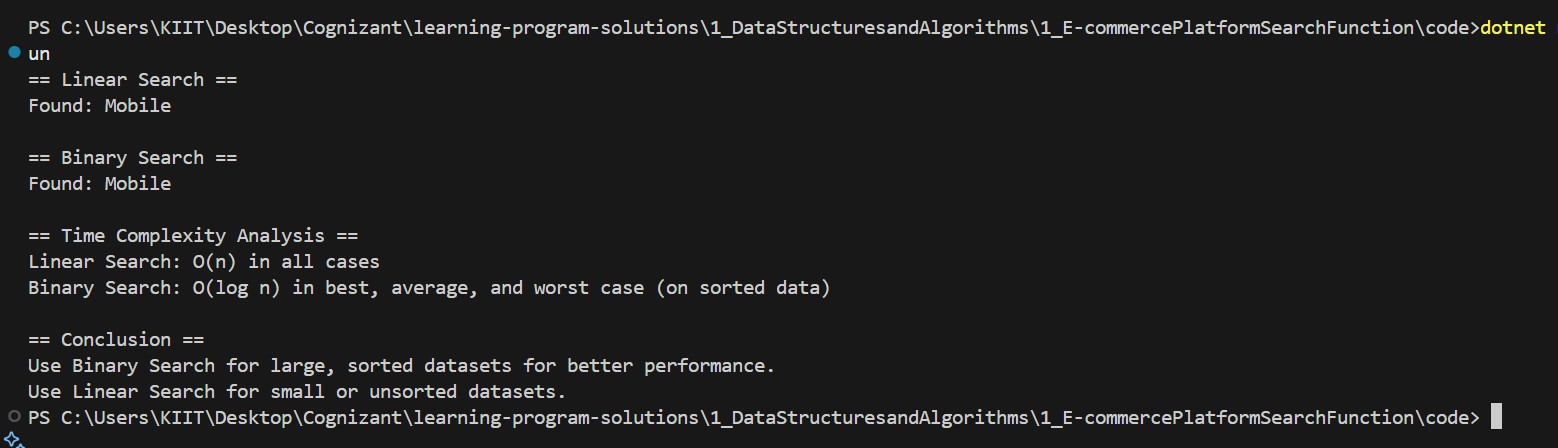 PS C:\Users\KIIT\Desktop\Cognizant\learning-program-solutions\1_DataStructuresandAlgorithms\1_E-commercePlatformSearchFunction\code>dotnet
un
== Linear Search ==
Found: Mobile
== Binary Search ==
Found: Mobile
== Time Complexity Analysis ==
Linear Search: O(n) in all cases
Binary Search: O(log n) in best, average, and worst case (on sorted data)
== Conclusion ==
Use Binary Search for large, sorted datasets for better performance.
Use Linear Search for small or unsorted datasets.
PS C:\Users\KIIT\Desktop\Cognizant\learning-program-solutions\1_DataStructuresandAlgorithms\1_E-commercePlatformSearchFunction\code>